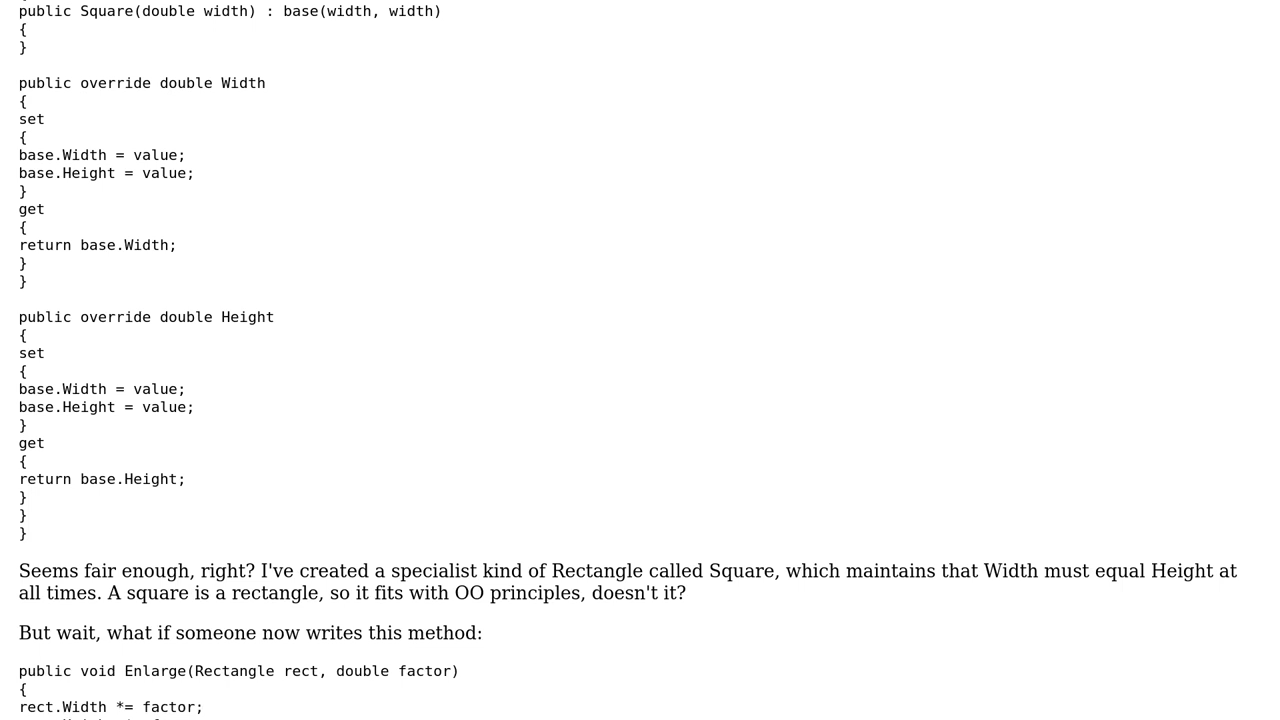 public Square(double width) : base(width, width)
{
}
public override double Width
{
set
{
base.Width = value;
base.Height = value;
}
get
{
return base.Width;
}
}
public override double Height
{
set
{
base.Width = value;
base.Height = value;
}
get
{
return base.Height;
}
}
}
Seems fair enough, right? I've created a specialist kind of Rectangle called Square, which maintains that Width must equal Height at
all times. A square is a rectangle, so it fits with OO principles, doesn't it?
But wait, what if someone now writes this method:
public void Enlarge(Rectangle rect, double factor)
{
rect.Width *= factor;